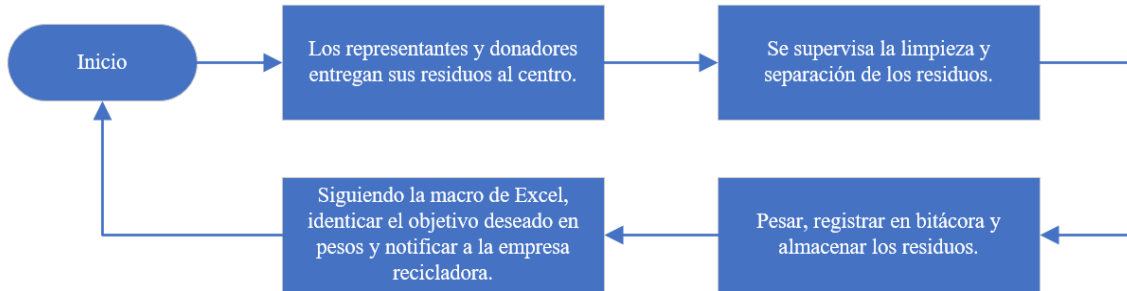 Inicio
Los representantes y donadores
entregan sus residuos al centro.
Se supervisa la limpieza y
separación de los residuos.
Pesar, registrar en bitácora y
almacenar los residuos.
Siguiendo la macro de Excel,
identicar el objetivo deseado en
pesos y notificar a la empresa
recicladora.